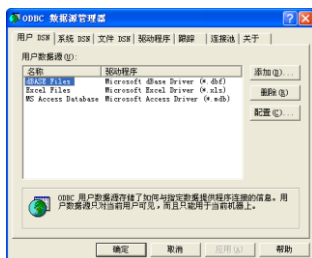 ODBC 数据源管理器
用户 DSN 系统 DSN 文件 DSN 驱动程序 跟踪 连接池 关于
用户数据源(U):
名称 驱动程序
dBASE Files Microsoft dBase Driver (*.dbf)
Excel Files Microsoft Excel Driver (*.xls)
MS Access Database Microsoft Access Driver (*.mdb)
添加(D)...
删除(R)
配置(C)...
ODBC 用户数据源存储了如何与指定数据提供程序连接的信息。用
户数据源只对当前用户可见，而且只能用于当前机器上。
确定 取消 应用(A) 帮助